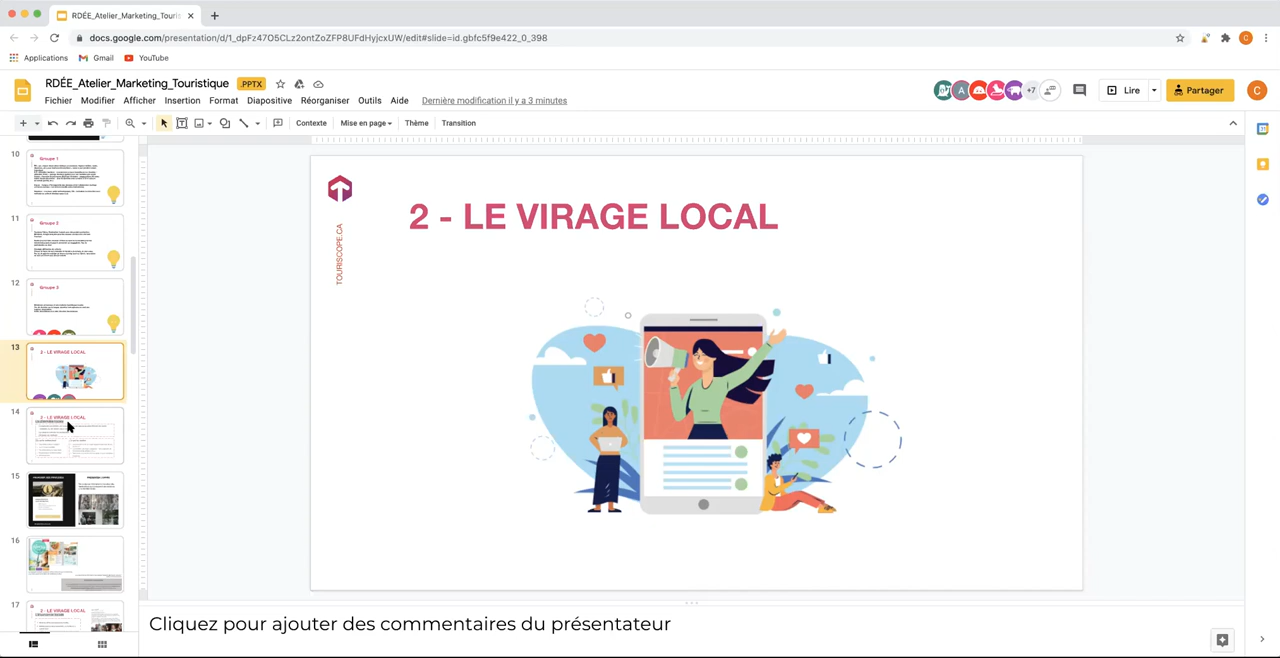 RDÉE_Atelier_Marketing_Touris
docs.google.com/presentation/d/1_dpFz47O5CLz2ontZoZFP8UFdHyjcxUW/edit#slide=id.gbfc5f9e422_0_398
C
Applications Gmail YouTube
RDÉE_Atelier_Marketing_Touristique PPTX
Fichier Modifier Afficher Insertion Format Diapositive Réorganiser Outils Aide Dernière modification il y a 3 minutes
A +7 Lire Partager C
Contexte Mise en page Thème Transition
10 Groupe 1
11 Groupe 2
12 Groupe 3
13 2 - LE VIRAGE LOCAL
14 2 - LE VIRAGE LOCAL
15
16
17 2 - LE VIRAGE LOCAL
2 - LE VIRAGE LOCAL
TOURISCOPE.CA
Cliquez pour ajouter des commentaires du présentateur